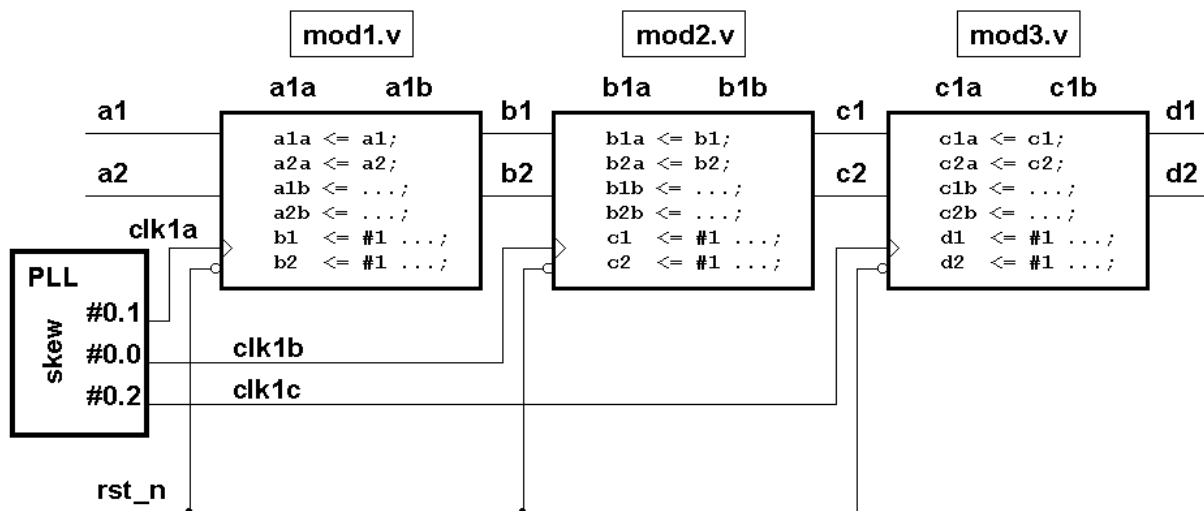 mod1.v mod2.v mod3.v
a1a a1b b1a b1b c1a c1b
a1 b1 c1 d1
a2 b2 c2 d2
a1a <= a1;
a2a <= a2;
a1b <= ...;
a2b <= ...;
b1 <= #1 ...;
b2 <= #1 ...;
b1a <= b1;
b2a <= b2;
b1b <= ...;
b2b <= ...;
c1 <= #1 ...;
c2 <= #1 ...;
c1a <= c1;
c2a <= c2;
c1b <= ...;
c2b <= ...;
d1 <= #1 ...;
d2 <= #1 ...;
clk1a
PLL
skew
#0.1
#0.0
#0.2
clk1b
clk1c
rst_n